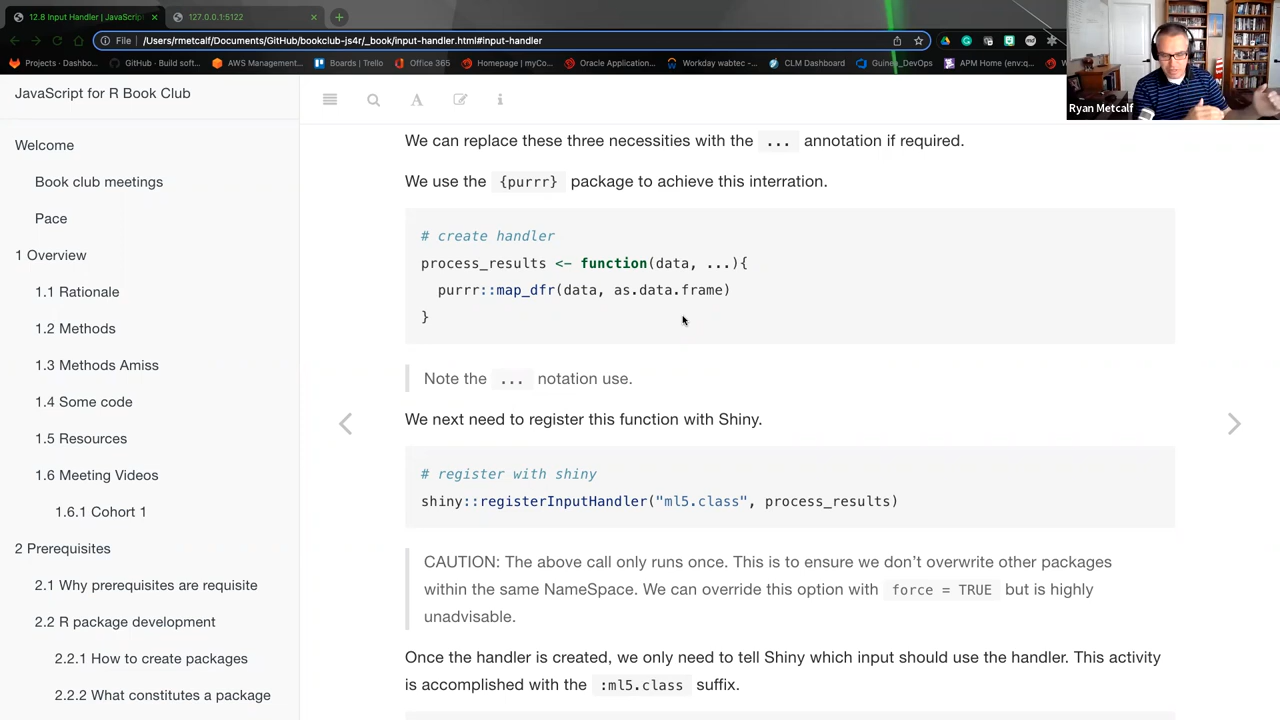 12.8 Input Handler | JavaScrip
127.0.0.1:5122
File
/Users/rmetcalf/Documents/GitHub/bookclub-js4r/_book/input-handler.html#input-handler
Projects · Dashbo...
GitHub · Build soft...
AWS Management...
Boards | Trello
Office 365
Homepage | myCo...
Oracle Application...
Workday wabtec -...
CLM Dashboard
Guinea_DevOps
APM Home (env:q...
Ryan Metcalf
JavaScript for R Book Club
Welcome
Book club meetings
Pace
1 Overview
1.1 Rationale
1.2 Methods
1.3 Methods Amiss
1.4 Some code
1.5 Resources
1.6 Meeting Videos
1.6.1 Cohort 1
2 Prerequisites
2.1 Why prerequisites are requisite
2.2 R package development
2.2.1 How to create packages
2.2.2 What constitutes a package
We can replace these three necessities with the ... annotation if required.
We use the {purrr} package to achieve this interration.
# create handler
process_results <- function(data, ...){
purrr::map_dfr(data, as.data.frame)
}
Note the ... notation use.
We next need to register this function with Shiny.
# register with shiny
shiny::registerInputHandler("ml5.class", process_results)
CAUTION: The above call only runs once. This is to ensure we don’t overwrite other packages
within the same NameSpace. We can override this option with force = TRUE but is highly
unadvisable.
Once the handler is created, we only need to tell Shiny which input should use the handler. This activity
is accomplished with the :ml5.class suffix.